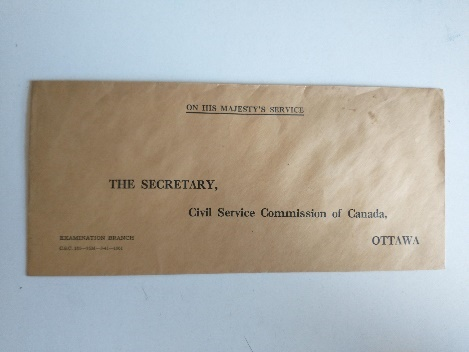 ON HIS MAJESTY'S SERVICE
THE SECRETARY,
Civil Service Commission of Canada,
OTTAWA
EXAMINATION BRANCH